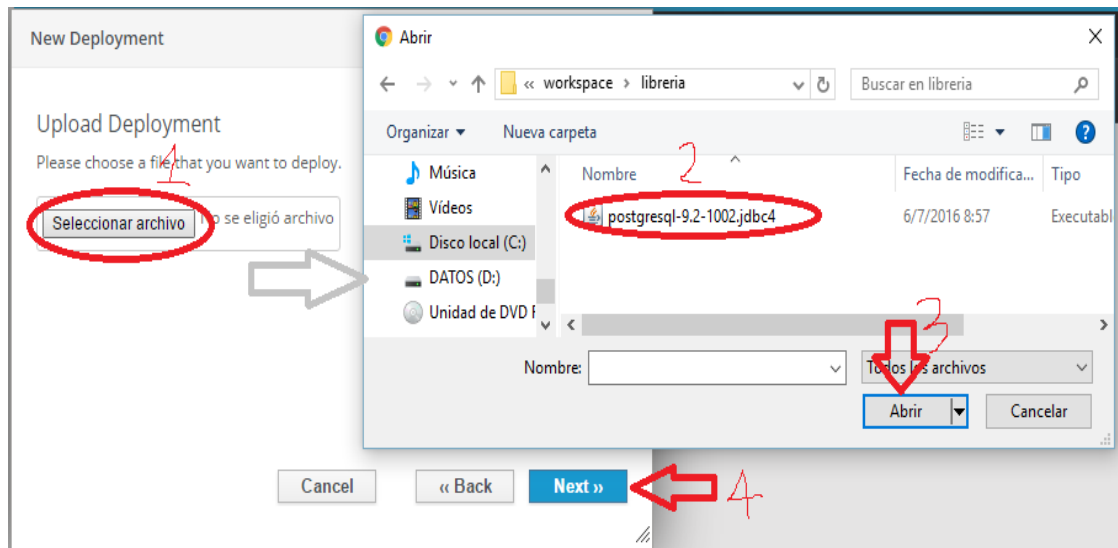 New Deployment
Upload Deployment
Please choose a file that you want to deploy.
1
Seleccionar archivo
No se eligió archivo
Cancel
‹‹ Back
Next ››
4
Abrir
‹‹ workspace › libreria
Buscar en libreria
Organizar
Nueva carpeta
Música
Vídeos
Disco local (C:)
DATOS (D:)
Unidad de DVD
2
Nombre
Fecha de modifica...
Tipo
postgresql-9.2-1002.jdbc4
6/7/2016 8:57
Executabl
3
Nombre:
Todos los archivos
Abrir
Cancelar